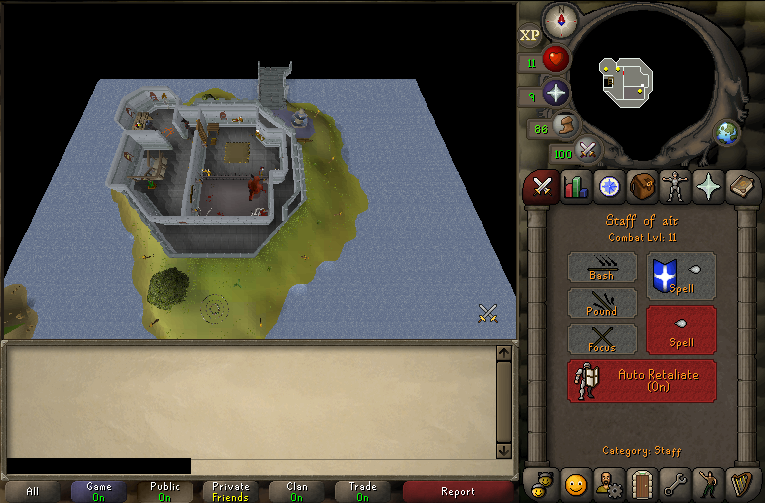 N
XP
11
9
86
100
Staff of air
Combat Lvl: 11
Bash
Spell
Pound
Spell
Focus
Auto Retaliate
(On)
Category: Staff
All
Game
On
Public
On
Private
Friends
Clan
On
Trade
On
Report